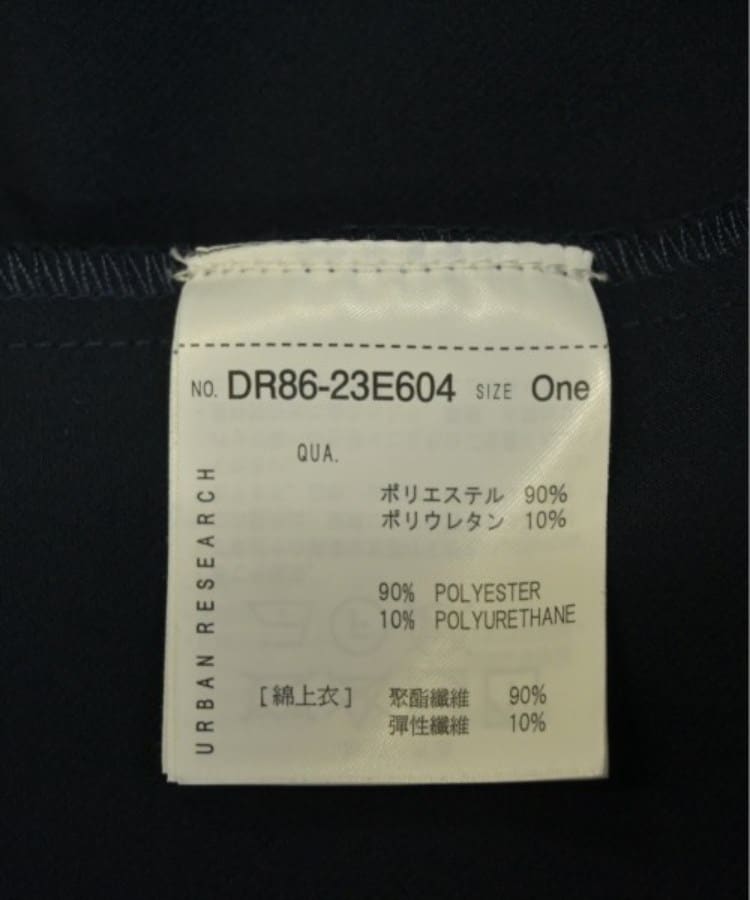 NO. DR86-23E604 SIZE One
QUA.
ポリエステル 90%
ポリウレタン 10%
90% POLYESTER
10% POLYURETHANE
[綿上衣] 聚酯纖維 90%
彈性纖維 10%
URBAN RESEARCH